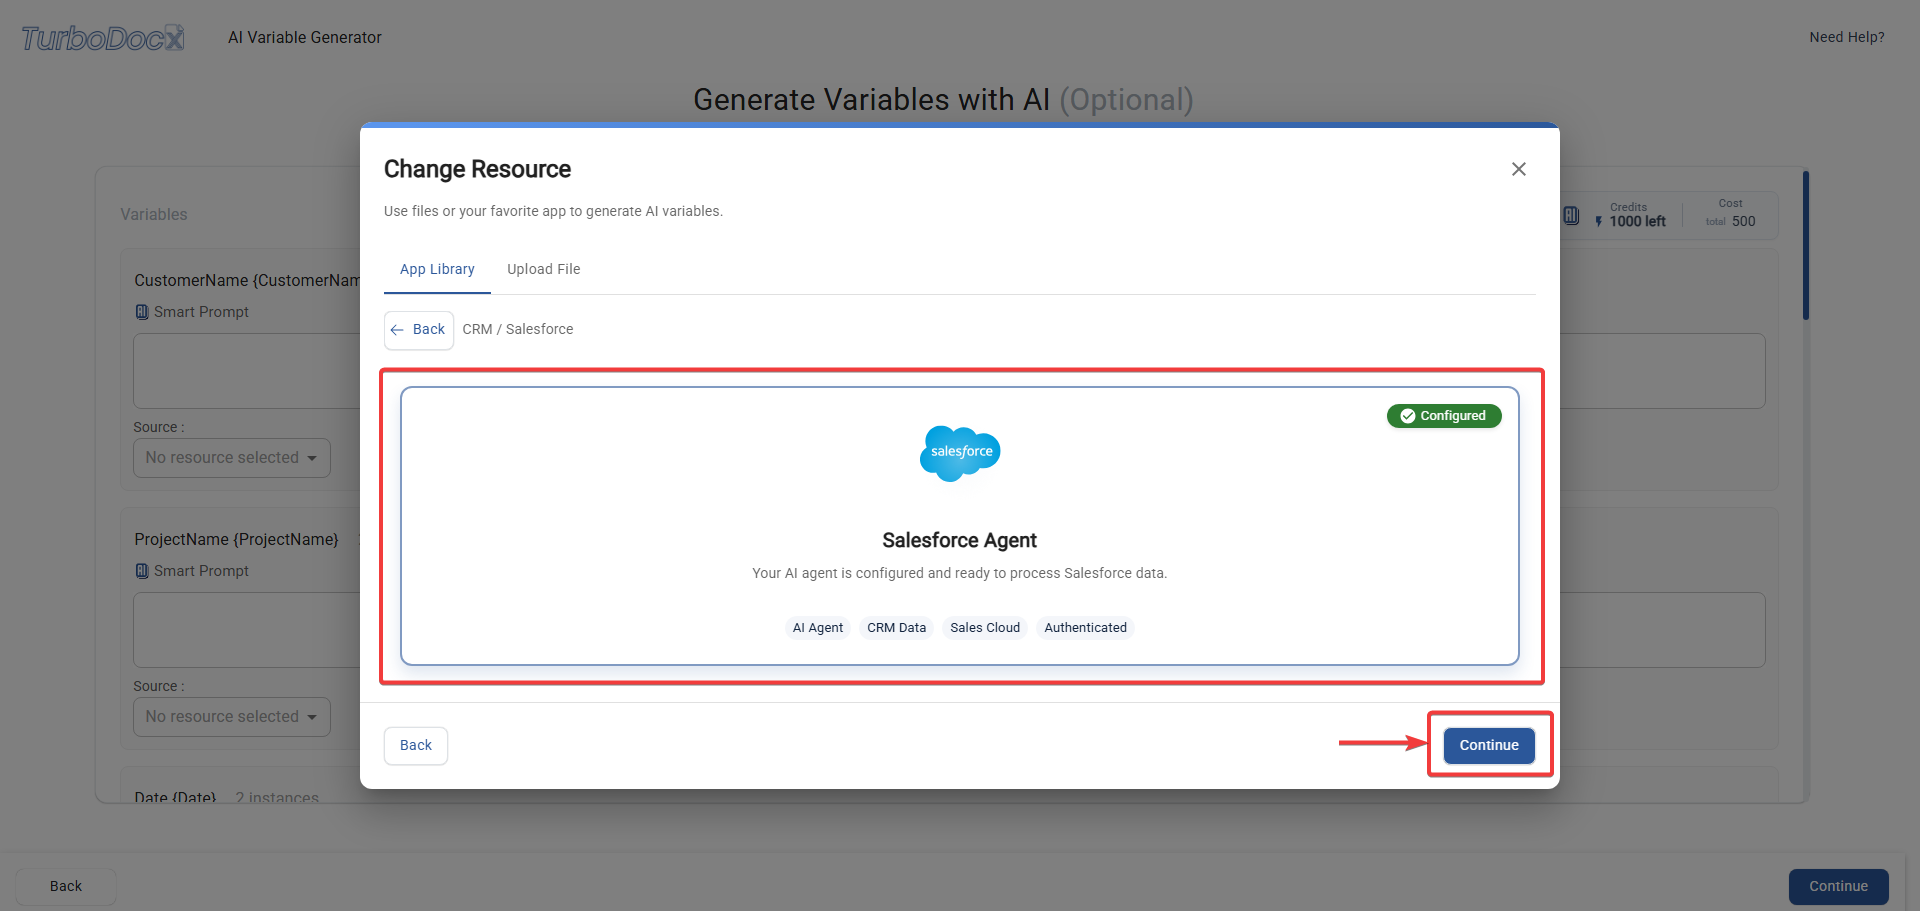 TurboDocX
AI Variable Generator
Need Help?
Generate Variables with AI (Optional)
Change Resource
Use files or your favorite app to generate AI variables.
App Library
Upload File
Back
CRM / Salesforce
Configured
salesforce
Salesforce Agent
Your AI agent is configured and ready to process Salesforce data.
AI Agent
CRM Data
Sales Cloud
Authenticated
Back
Continue
Variables
Credits
1000 left
Cost
total 500
CustomerName {CustomerNam
Smart Prompt
Source :
No resource selected
ProjectName {ProjectName}
Smart Prompt
Source :
No resource selected
Date {Date}
2 instances
Back
Continue